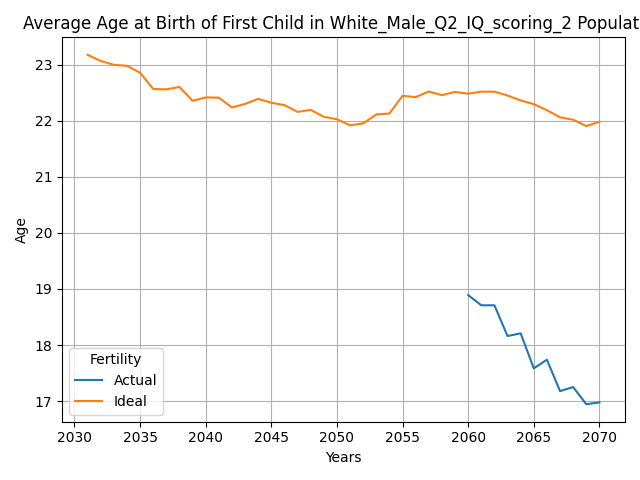 Average Age at Birth of First Child in White_Male_Q2_IQ_scoring_2 Populat
23
22
21
20
19
18
17
Age
Fertility
Actual
Ideal
2030 2035 2040 2045 2050 2055 2060 2065 2070
Years